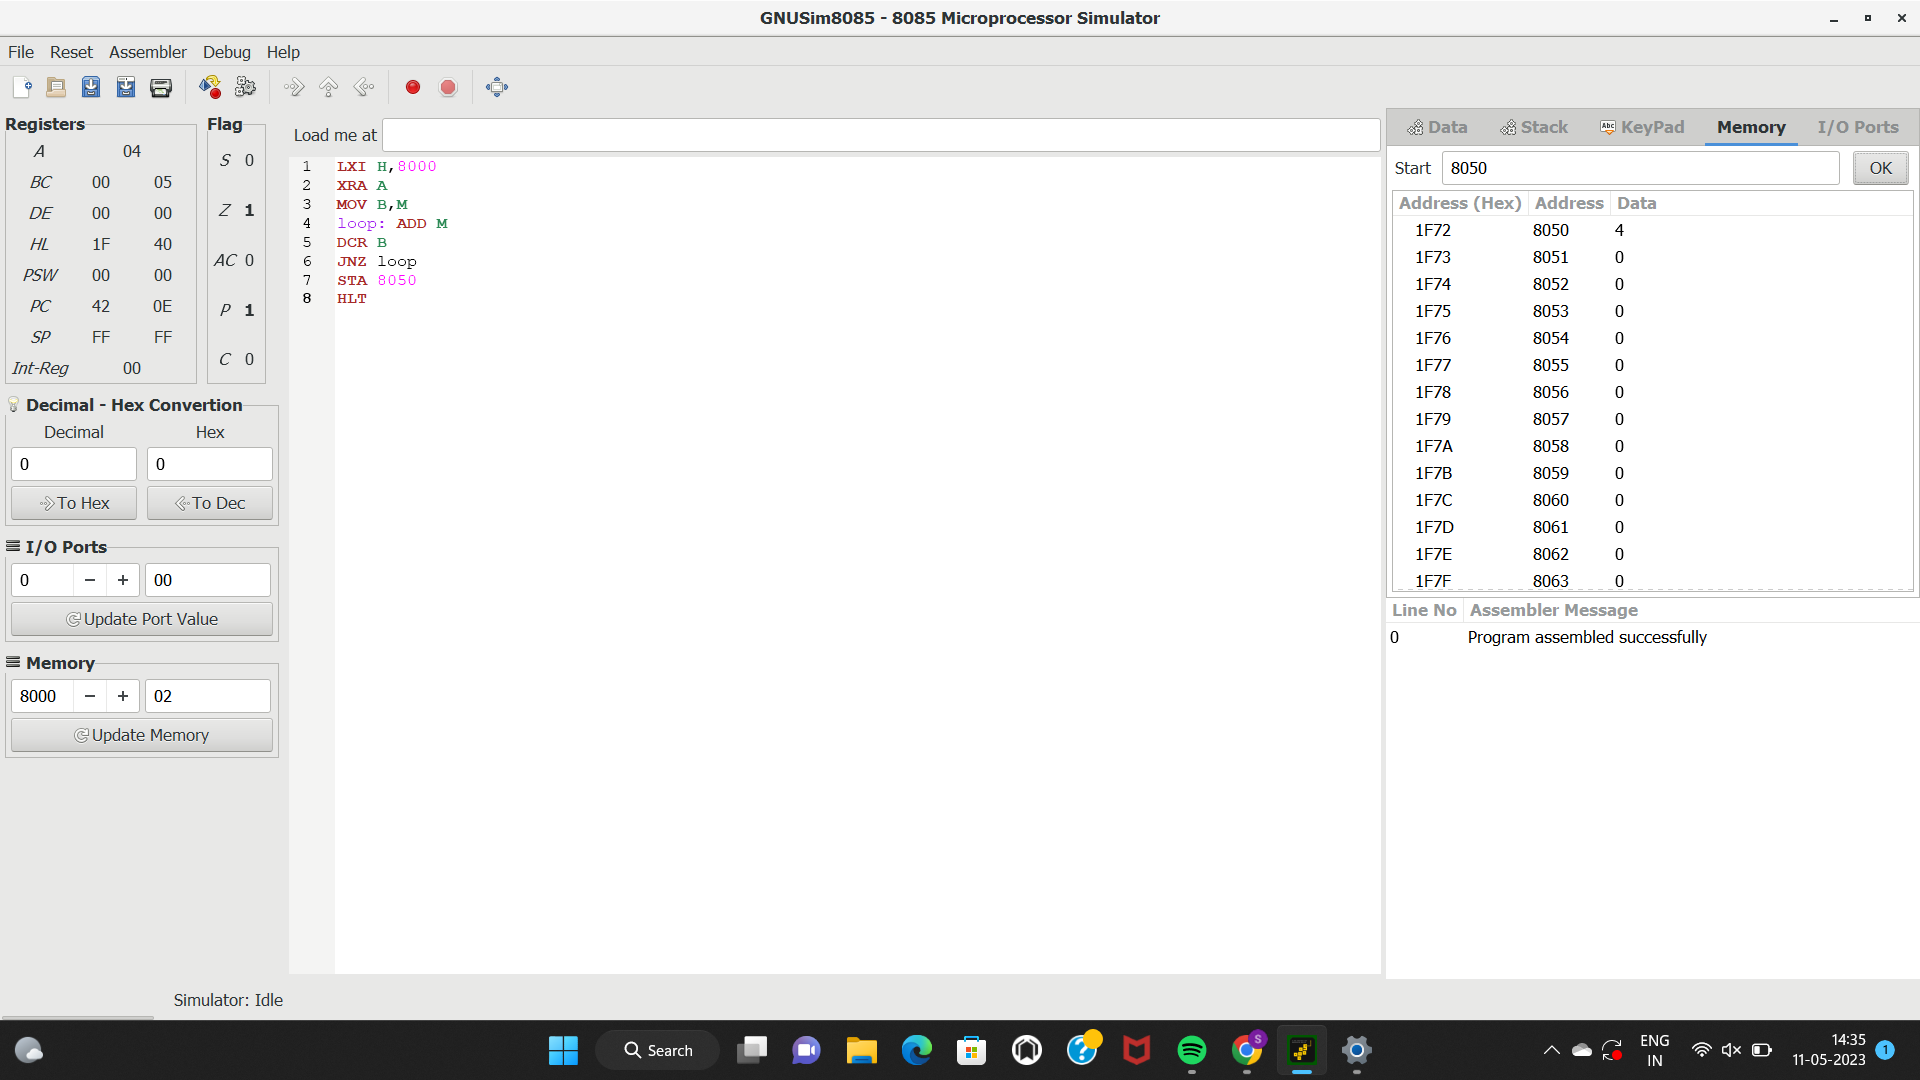 GNUSim8085 - 8085 Microprocessor Simulator
File Reset Assembler Debug Help
Registers
A 04
BC 00 05
DE 00 00
HL 1F 40
PSW 00 00
PC 42 0E
SP FF FF
Int-Reg 00
Flag
S 0
Z 1
AC 0
P 1
C 0
Decimal - Hex Convertion
Decimal Hex
0 0
To Hex To Dec
I/O Ports
0 − + 00
Update Port Value
Memory
8000 − + 02
Update Memory
Load me at
1 LXI H,8000
2 XRA A
3 MOV B,M
4 loop: ADD M
5 DCR B
6 JNZ loop
7 STA 8050
8 HLT
Data Stack Abc KeyPad Memory I/O Ports
Start 8050 OK
Address (Hex) Address Data
1F72 8050 4
1F73 8051 0
1F74 8052 0
1F75 8053 0
1F76 8054 0
1F77 8055 0
1F78 8056 0
1F79 8057 0
1F7A 8058 0
1F7B 8059 0
1F7C 8060 0
1F7D 8061 0
1F7E 8062 0
1F7F 8063 0
Line No Assembler Message
0 Program assembled successfully
Simulator: Idle
Search
S
ENG
IN
14:35
11-05-2023
1